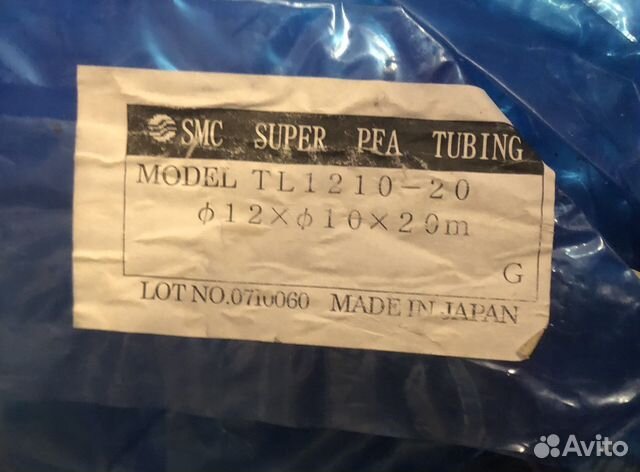 SMC SUPER PFA TUBING
MODEL TL1210-20
φ12×φ10×20m
G
LOT NO.0710060 MADE IN JAPAN
Avito